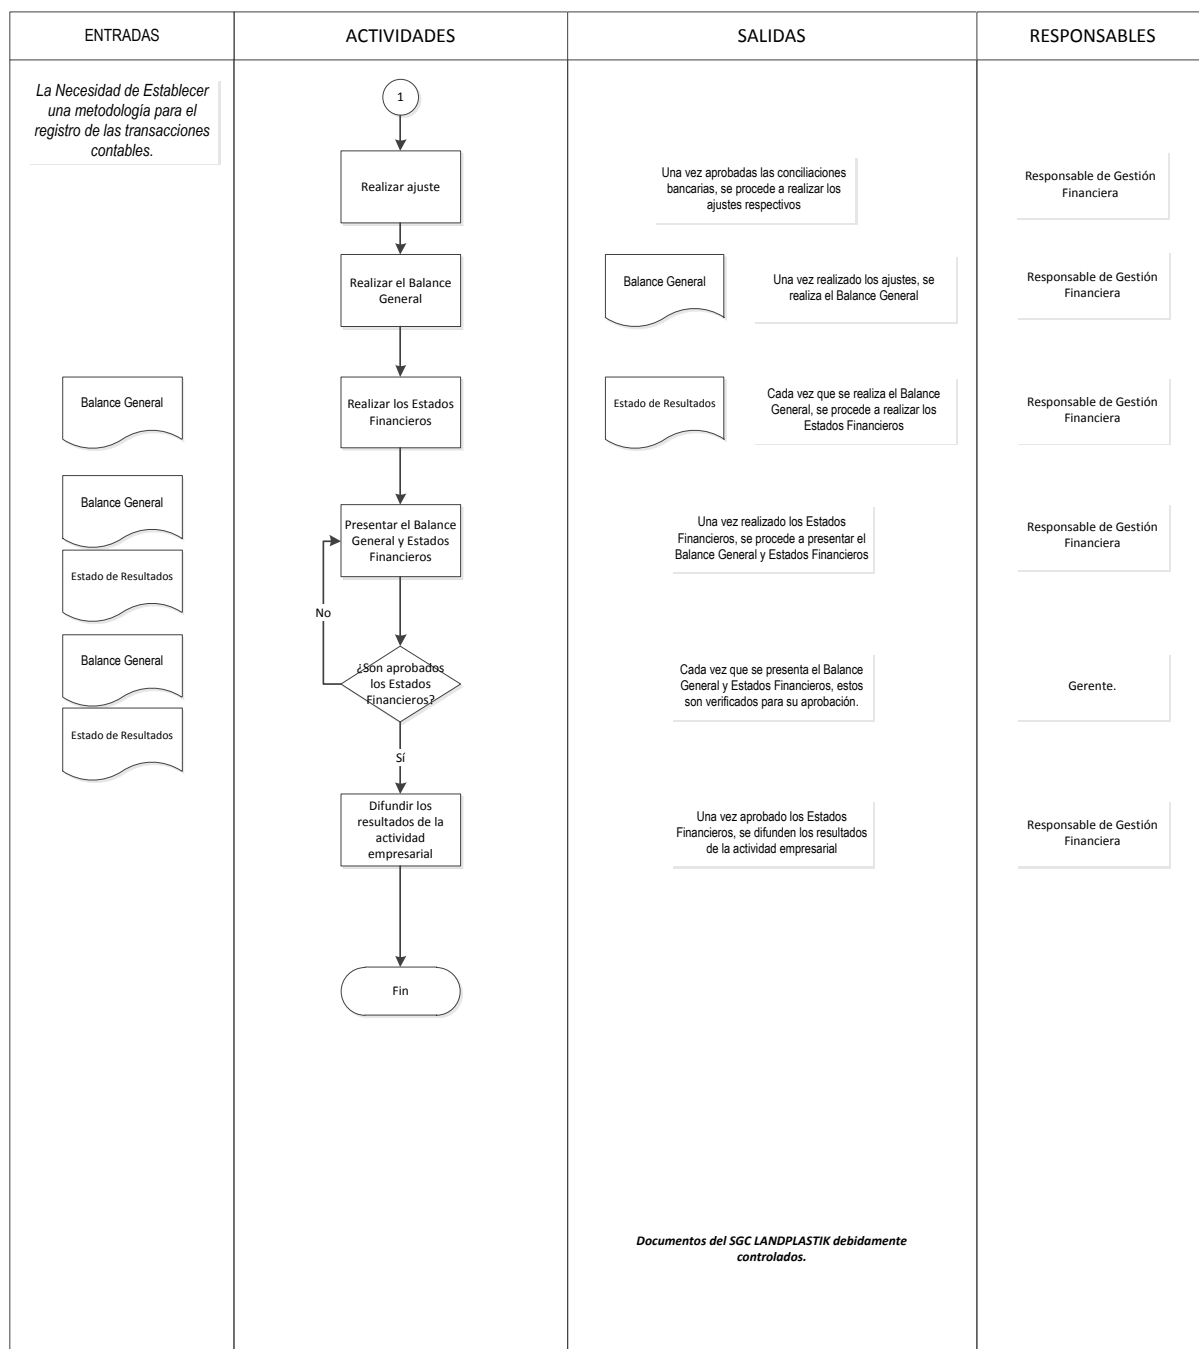 ENTRADAS
ACTIVIDADES
SALIDAS
RESPONSABLES
La Necesidad de Establecer
una metodología para el
registro de las transacciones
contables.
1
Realizar ajuste
Una vez aprobadas las conciliaciones
bancarias, se procede a realizar los
ajustes respectivos
Responsable de Gestión
Financiera
Realizar el Balance
General
Balance General
Una vez realizado los ajustes, se
realiza el Balance General
Responsable de Gestión
Financiera
Balance General
Realizar los Estados
Financieros
Estado de Resultados
Cada vez que se realiza el Balance
General, se procede a realizar los
Estados Financieros
Responsable de Gestión
Financiera
Balance General
Estado de Resultados
Presentar el Balance
General y Estados
Financieros
Una vez realizado los Estados
Financieros, se procede a presentar el
Balance General y Estados Financieros
Responsable de Gestión
Financiera
No
Balance General
Estado de Resultados
¿Son aprobados
los Estados
Financieros?
Cada vez que se presenta el Balance
General y Estados Financieros, estos
son verificados para su aprobación.
Gerente.
Sí
Difundir los
resultados de la
actividad
empresarial
Una vez aprobado los Estados
Financieros, se difunden los resultados
de la actividad empresarial
Responsable de Gestión
Financiera
Fin
Documentos del SGC LANDPLASTIK debidamente
controlados.